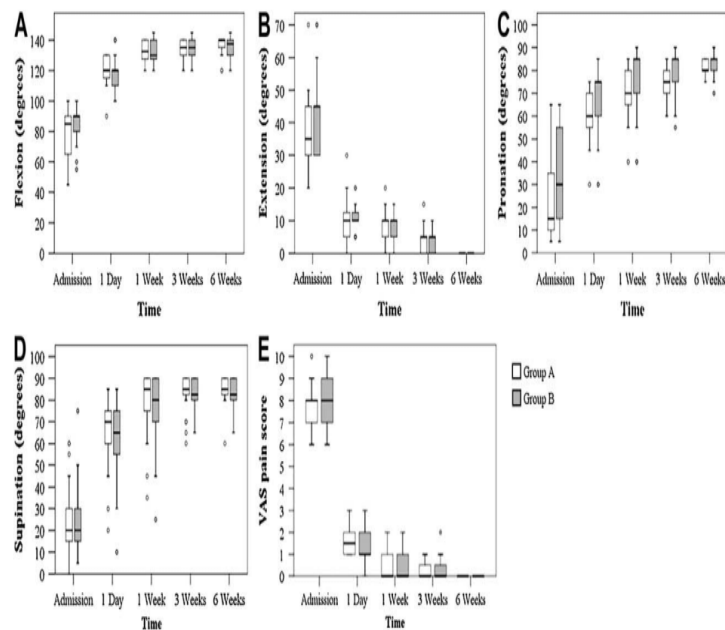 A
Flexion (degrees)
140
120
100
80
60
40
20
0
Admission 1 Day 1 Week 3 Weeks 6 Weeks
Time
B
Extension (degrees)
70
60
50
40
30
20
10
0
Admission 1 Day 1 Week 3 Weeks 6 Weeks
Time
C
Pronation (degrees)
100
90
80
70
60
50
40
30
20
10
0
Admission 1 Day 1 Week 3 Weeks 6 Weeks
Time
D
Supination (degrees)
100
90
80
70
60
50
40
30
20
10
0
Admission 1 Day 1 Week 3 Weeks 6 Weeks
Time
E
VAS pain score
10
9
8
7
6
5
4
3
2
1
0
Admission 1 Day 1 Week 3 Weeks 6 Weeks
Time
Group A
Group B